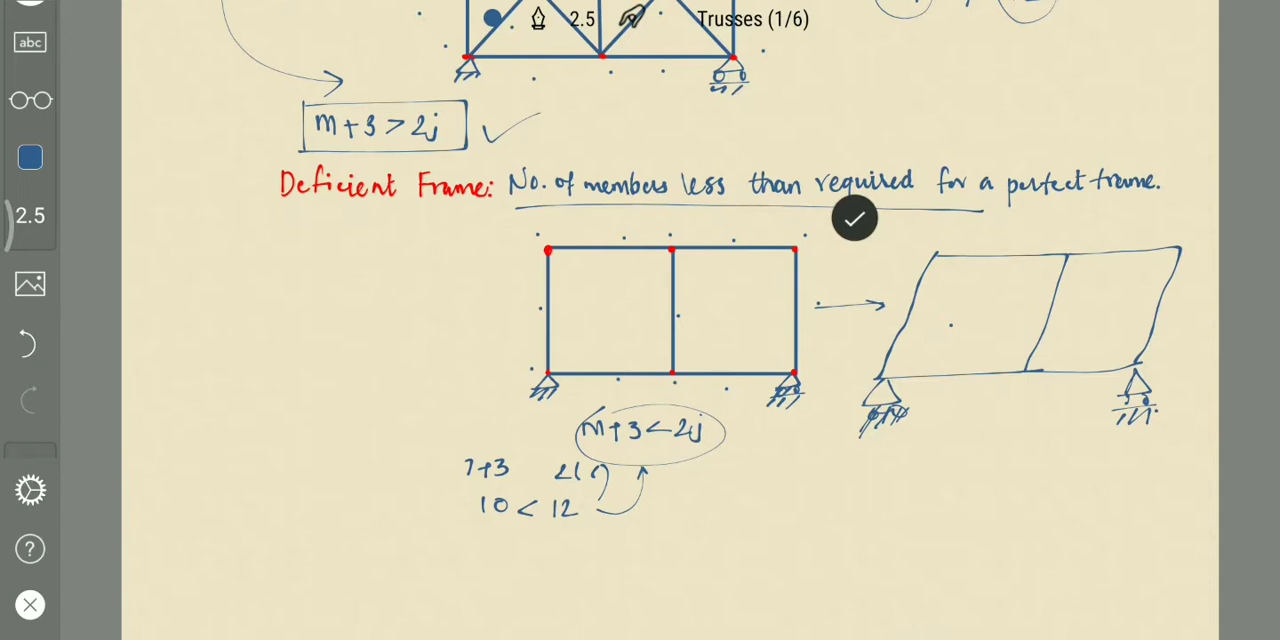 abc
2.5
Trusses (1/6)
m+3 > 2j
Deficient Frame: No. of members less than required for a perfect frame.
2.5
m+3 < 2j
7+3
10 < 12
?